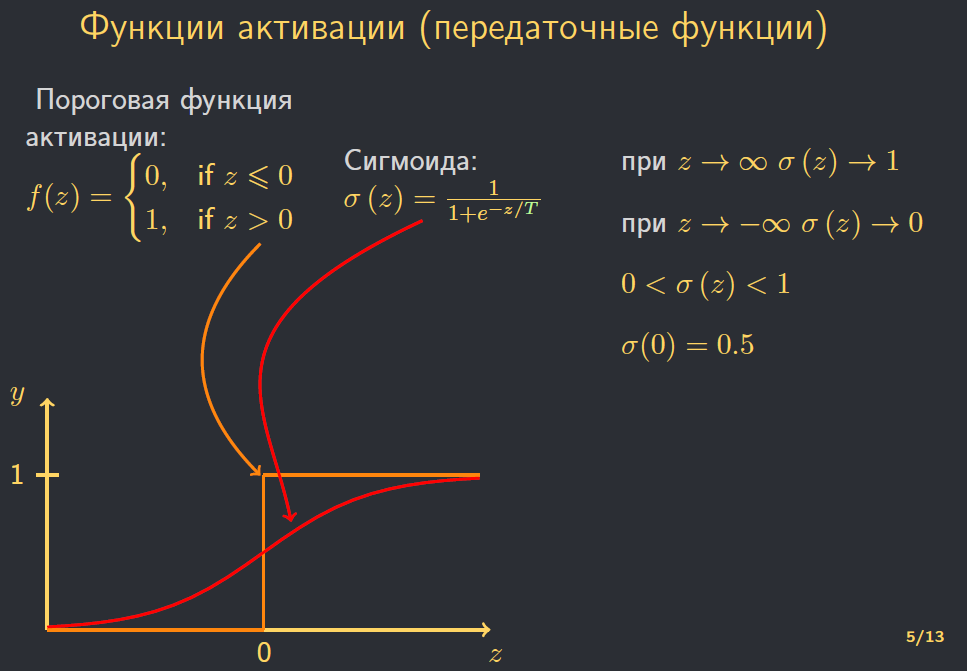 Функции активации (передаточные функции)
Пороговая функция
активации:
f(z) = {0, if z ⩽ 0
1, if z > 0
Сигмоида:
σ(z) = 1/(1+e^{−z/T})
при z → ∞ σ(z) → 1
при z → −∞ σ(z) → 0
0 < σ(z) < 1
σ(0) = 0.5
y
1
0
z
5/13